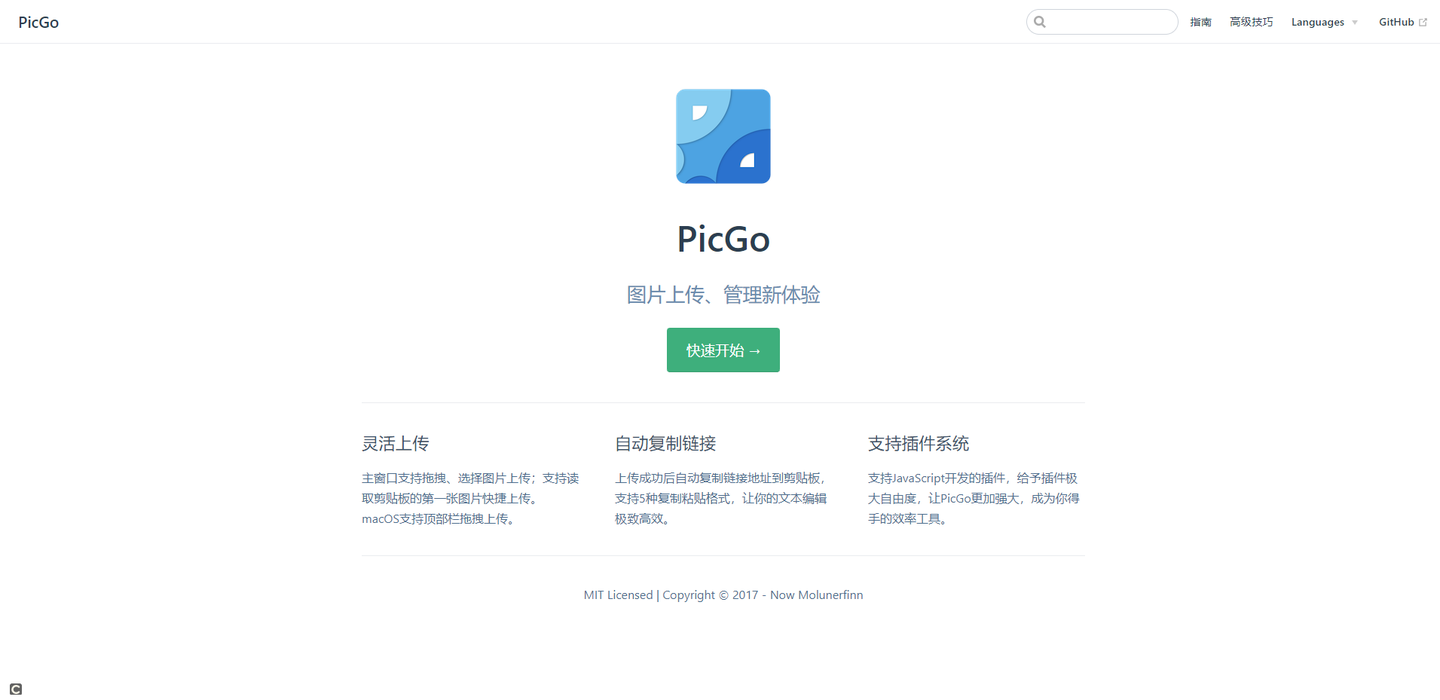 PicGo
指南
高级技巧
Languages
GitHub
PicGo
图片上传、管理新体验
快速开始 →
灵活上传
主窗口支持拖拽、选择图片上传；支持读
取剪贴板的第一张图片快捷上传。
macOS支持顶部栏拖拽上传。
自动复制链接
上传成功后自动复制链接地址到剪贴板，
支持5种复制粘贴格式，让你的文本编辑
极致高效。
支持插件系统
支持JavaScript开发的插件，给予插件极
大自由度，让PicGo更加强大，成为你得
手的效率工具。
MIT Licensed | Copyright © 2017 - Now Molunerfinn
C